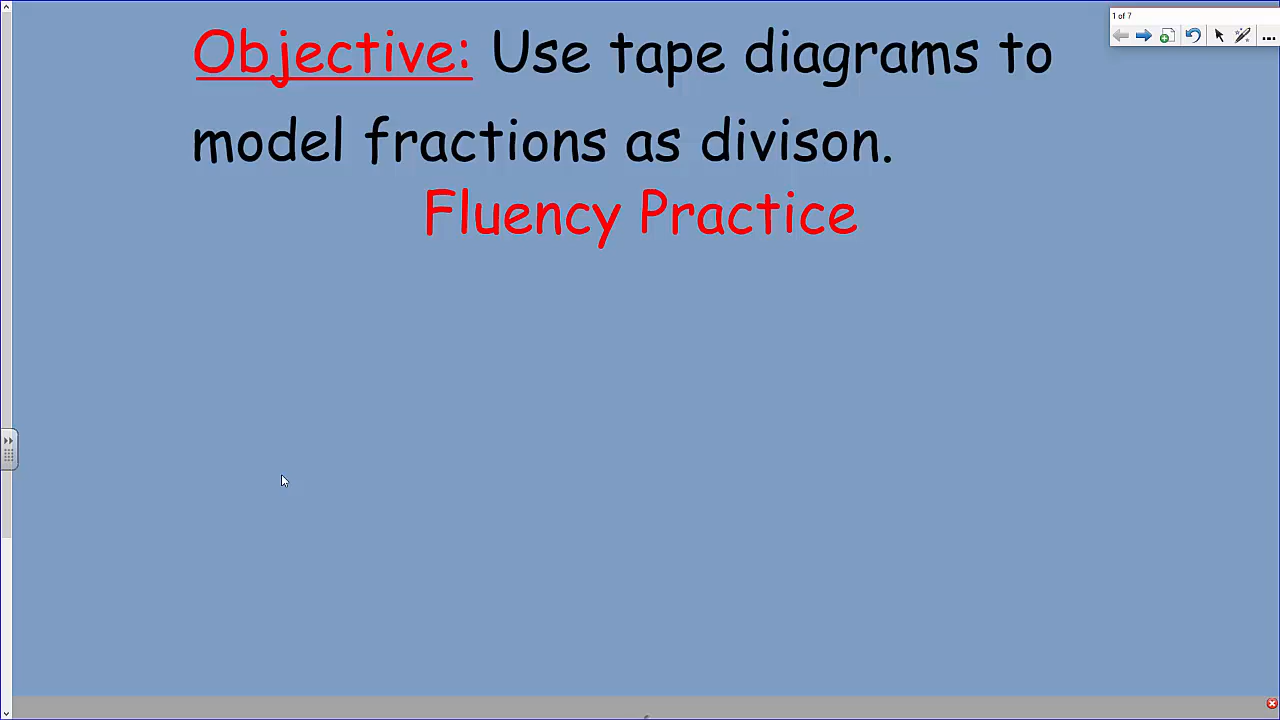 1 of 7
Objective: Use tape diagrams to
model fractions as divison.
Fluency Practice